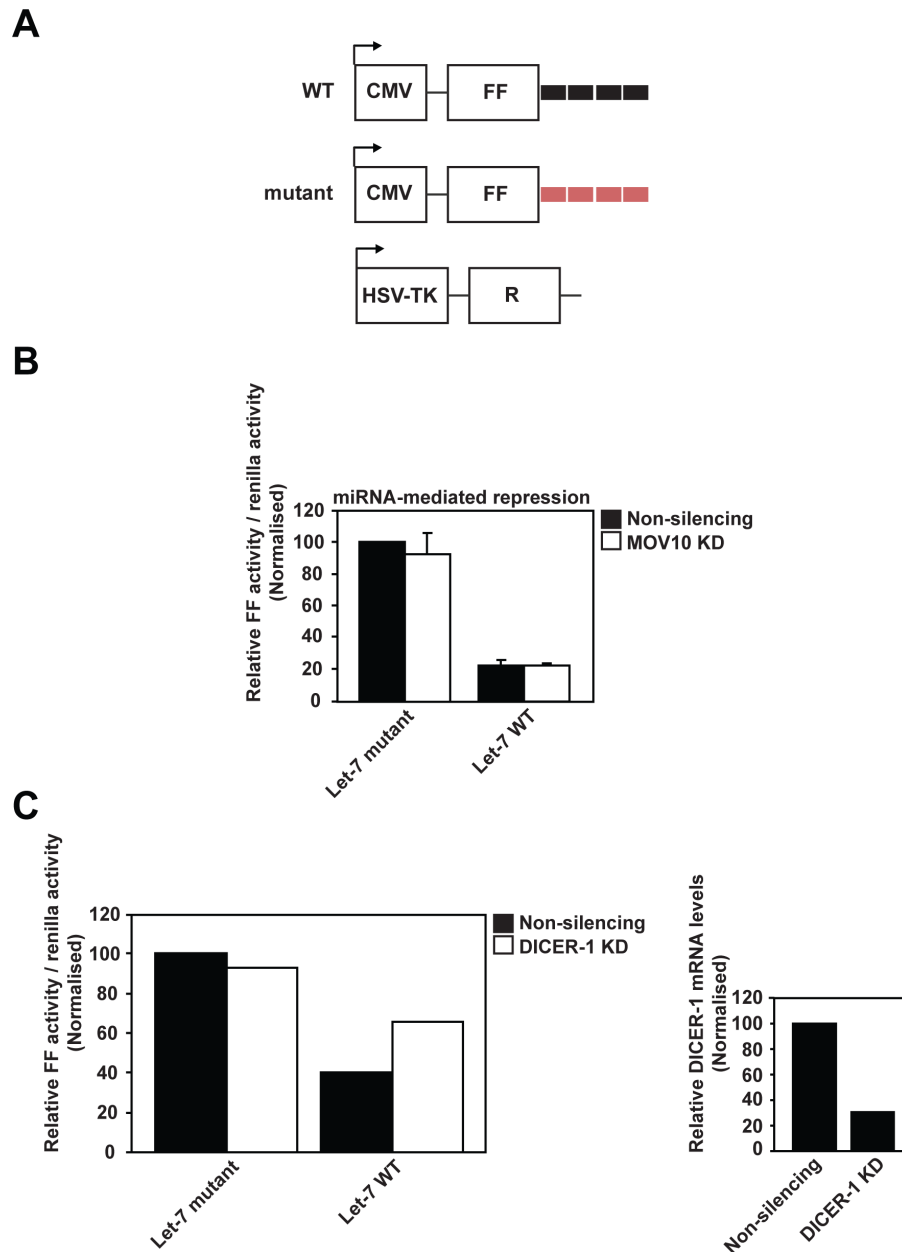 A
WT
CMV
FF
mutant
CMV
FF
HSV-TK
R
B
Relative FF activity / renilla activity
(Normalised)
miRNA-mediated repression
120
100
80
60
40
20
0
Let-7 mutant
Let-7 WT
Non-silencing
MOV10 KD
C
Relative FF activity / renilla activity
(Normalised)
120
100
80
60
40
20
0
Let-7 mutant
Let-7 WT
Non-silencing
DICER-1 KD
Relative DICER-1 mRNA levels
(Normalised)
120
100
80
60
40
20
0
Non-silencing
DICER-1 KD